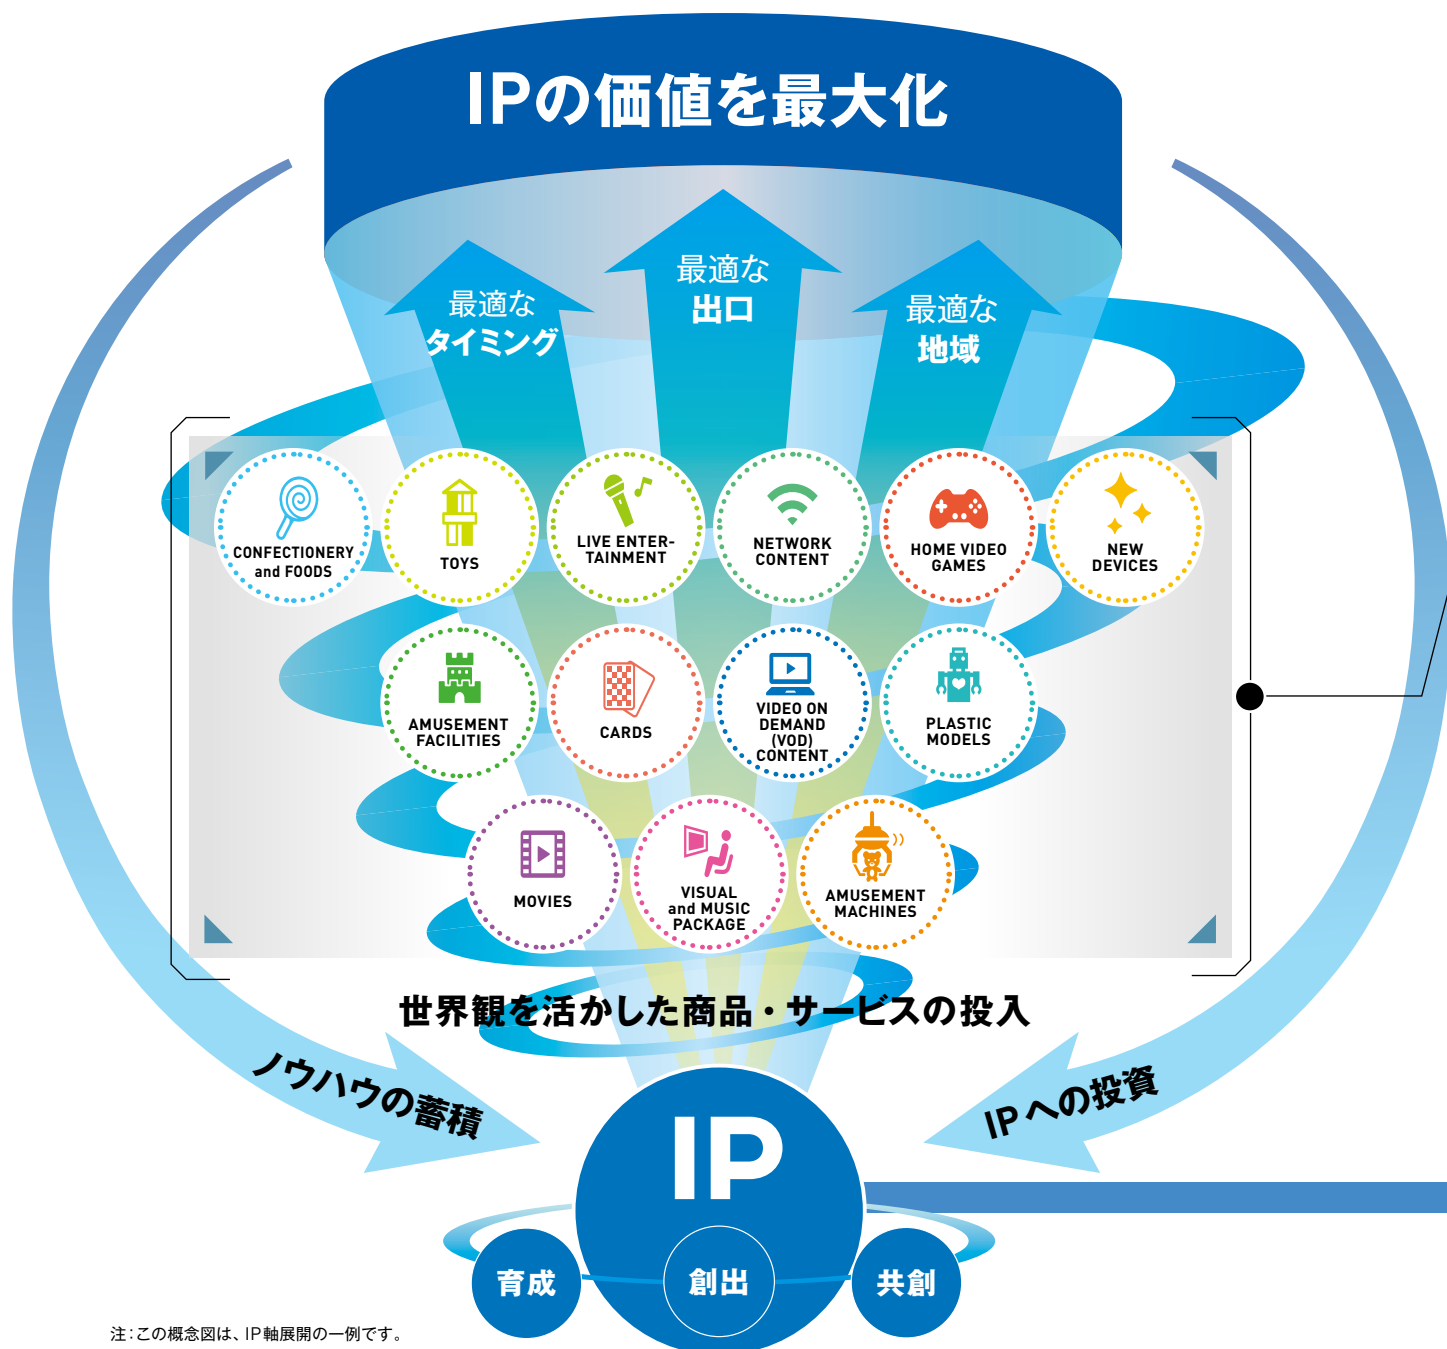 IPの価値を最大化
最適な
タイミング
最適な
出口
最適な
地域
CONFECTIONERY
and FOODS
TOYS
LIVE ENTER-
TAINMENT
NETWORK
CONTENT
HOME VIDEO
GAMES
NEW
DEVICES
AMUSEMENT
FACILITIES
CARDS
VIDEO ON
DEMAND
(VOD)
CONTENT
PLASTIC
MODELS
MOVIES
VISUAL
and MUSIC
PACKAGE
AMUSEMENT
MACHINES
世界観を活かした商品・サービスの投入
ノウハウの蓄積
IPへの投資
IP
育成
創出
共創
注：この概念図は、IP軸展開の一例です。